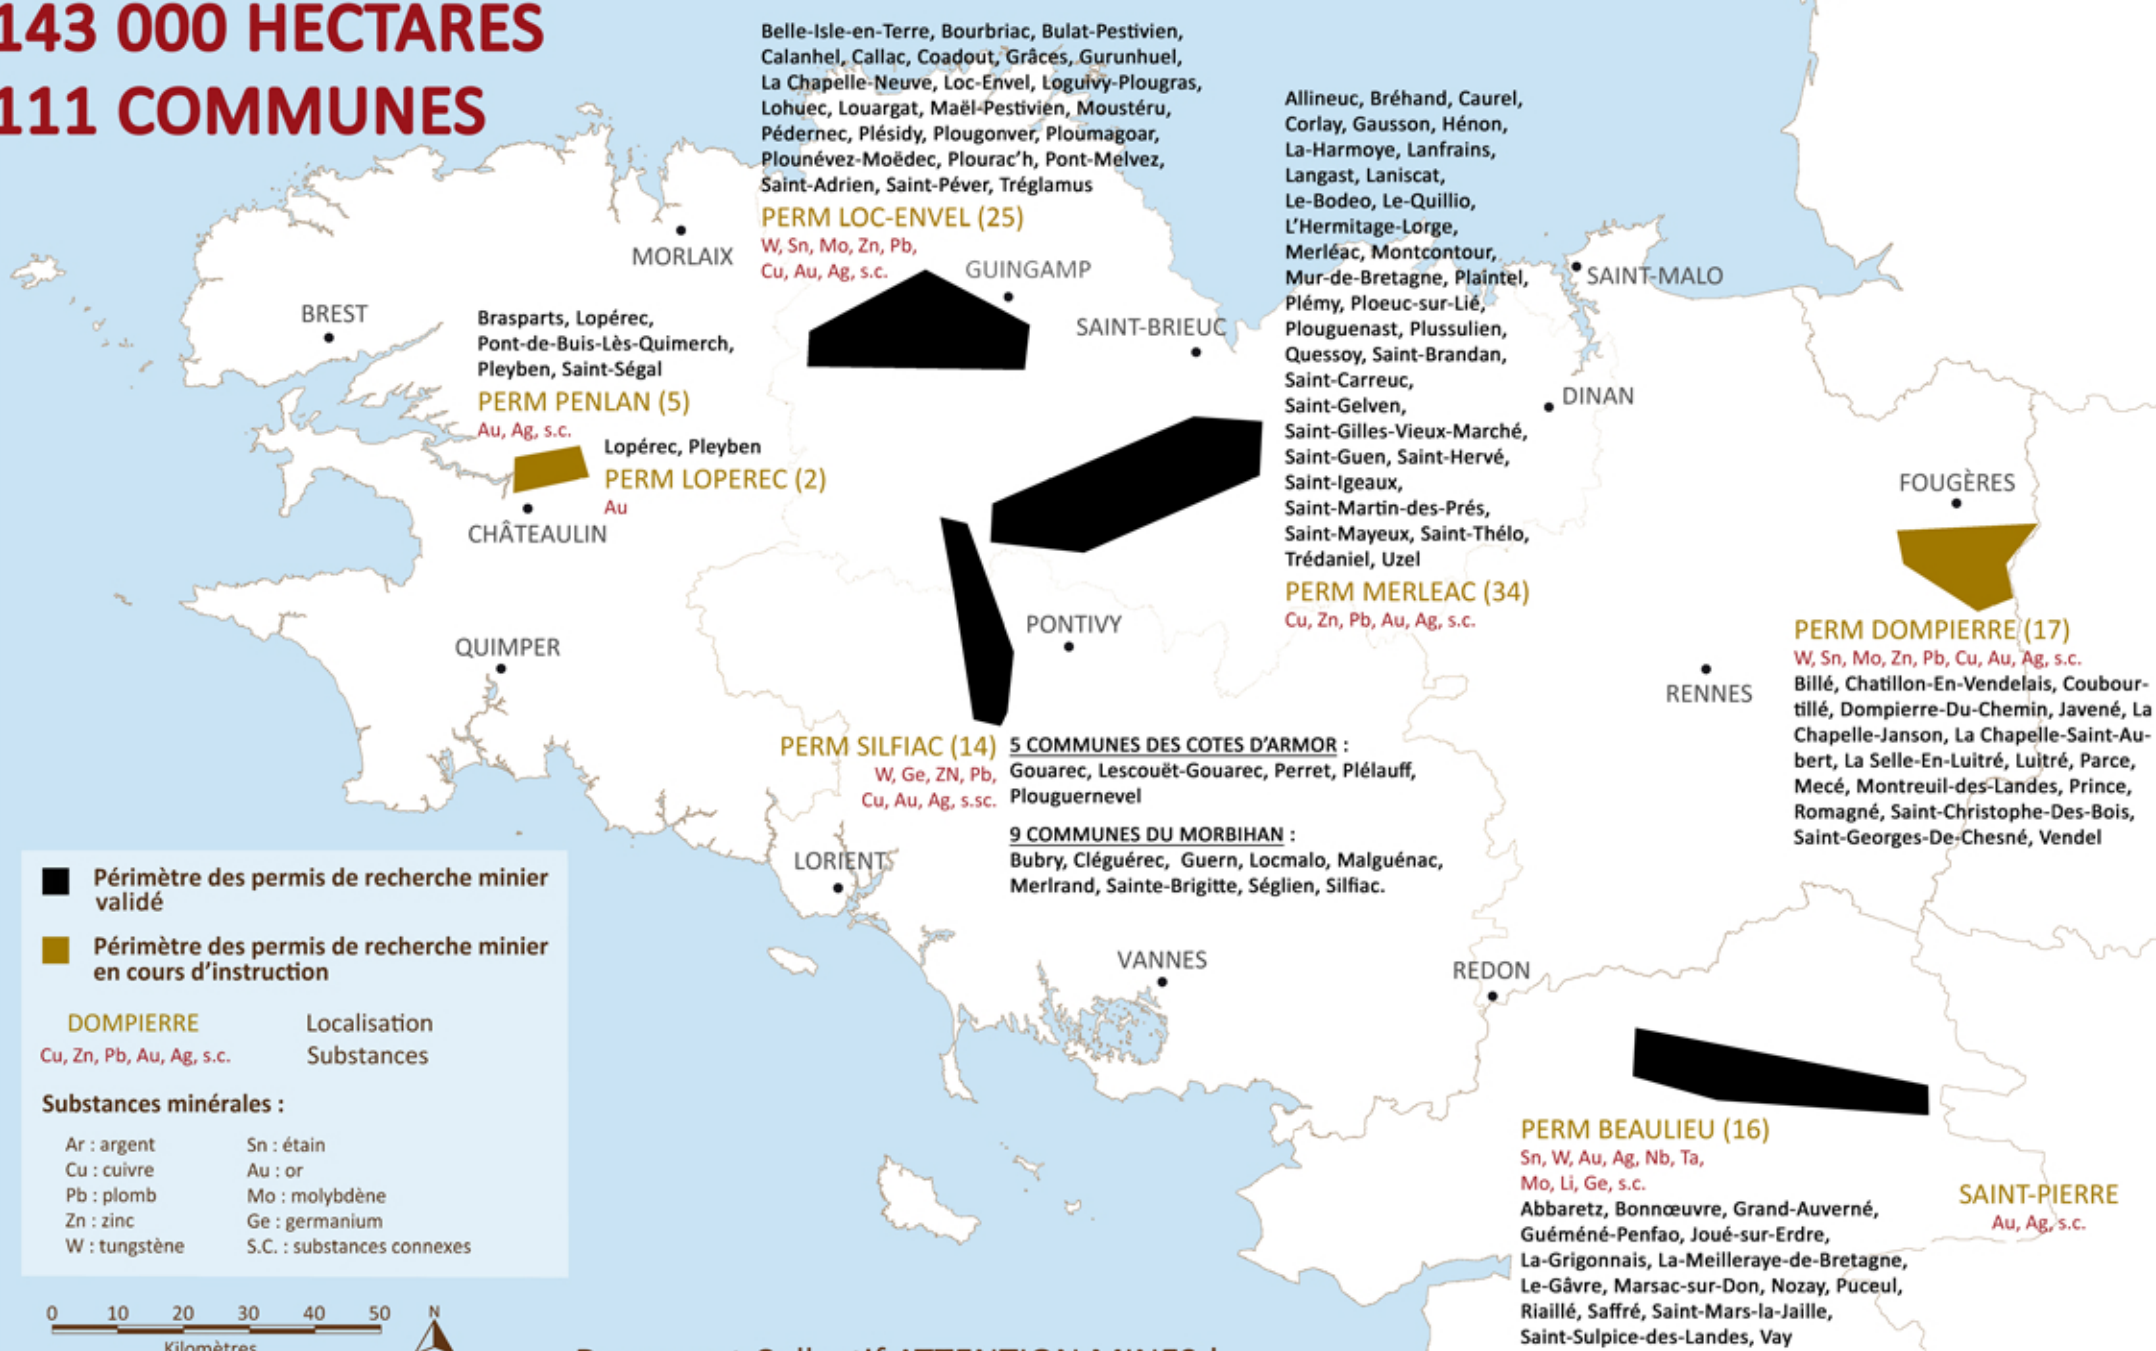 143 000 HECTARES
111 COMMUNES
Belle-Isle-en-Terre, Bourbriac, Bulat-Pestivien,
Calanhel, Callac, Coadout, Grâces, Gurunhuel,
La Chapelle-Neuve, Loc-Envel, Loguivy-Plougras,
Lohuec, Louargat, Maël-Pestivien, Moustéru,
Pédernec, Plésidy, Plougonver, Ploumagoar,
Plounévez-Moëdec, Plourac'h, Pont-Melvez,
Saint-Adrien, Saint-Péver, Tréglamus
PERM LOC-ENVEL (25)
W, Sn, Mo, Zn, Pb,
Cu, Au, Ag, s.c.
Allineuc, Bréhand, Caurel,
Corlay, Gausson, Hénon,
La-Harmoye, Lanfrains,
Langast, Laniscat,
Le-Bodeo, Le-Quillio,
L'Hermitage-Lorge,
Merléac, Montcontour,
Mur-de-Bretagne, Plaintel,
Plémy, Ploeuc-sur-Lié,
Plouguenast, Plussulien,
Quessoy, Saint-Brandan,
Saint-Carreuc,
Saint-Gelven,
Saint-Gilles-Vieux-Marché,
Saint-Guen, Saint-Hervé,
Saint-Igeaux,
Saint-Martin-des-Prés,
Saint-Mayeux, Saint-Thélo,
Trédaniel, Uzel
PERM MERLEAC (34)
Cu, Zn, Pb, Au, Ag, s.c.
MORLAIX
GUINGAMP
SAINT-BRIEUC
SAINT-MALO
DINAN
BREST
Brasparts, Lopérec,
Pont-de-Buis-Lès-Quimerch,
Pleyben, Saint-Ségal
PERM PENLAN (5)
Au, Ag, s.c.
Lopérec, Pleyben
PERM LOPEREC (2)
Au
CHÂTEAULIN
FOUGÈRES
PERM DOMPIERRE (17)
W, Sn, Mo, Zn, Pb, Cu, Au, Ag, s.c.
Billé, Chatillon-En-Vendelais, Coubour-
tillé, Dompierre-Du-Chemin, Javené, La
Chapelle-Janson, La Chapelle-Saint-Au-
bert, La Selle-En-Luitré, Luitré, Parce,
Mecé, Montreuil-des-Landes, Prince,
Romagné, Saint-Christophe-Des-Bois,
Saint-Georges-De-Chesné, Vendel
QUIMPER
PONTIVY
RENNES
PERM SILFIAC (14)
W, Ge, ZN, Pb,
Cu, Au, Ag, s.sc.
5 COMMUNES DES COTES D'ARMOR :
Gouarec, Lescouët-Gouarec, Perret, Plélauff,
Plouguernevel
9 COMMUNES DU MORBIHAN :
Bubry, Cléguérec, Guern, Locmalo, Malguénac,
Merlrand, Sainte-Brigitte, Séglien, Silfiac.
LORIENT
VANNES
REDON
PERM BEAULIEU (16)
Sn, W, Au, Ag, Nb, Ta,
Mo, Li, Ge, s.c.
Abbaretz, Bonnœuvre, Grand-Auverné,
Guéméné-Penfao, Joué-sur-Erdre,
La-Grigonnais, La-Meilleraye-de-Bretagne,
Le-Gâvre, Marsac-sur-Don, Nozay, Puceul,
Riaillé, Saffré, Saint-Mars-la-Jaille,
Saint-Sulpice-des-Landes, Vay
SAINT-PIERRE
Au, Ag, s.c.
Périmètre des permis de recherche minier
validé
Périmètre des permis de recherche minier
en cours d'instruction
DOMPIERRE Localisation
Cu, Zn, Pb, Au, Ag, s.c. Substances
Substances minérales :
Ar : argent
Cu : cuivre
Pb : plomb
Zn : zinc
W : tungstène
Sn : étain
Au : or
Mo : molybdène
Ge : germanium
S.C. : substances connexes
0 10 20 30 40 50
Kilomètres
N
Collectif ATTENTION MINES !